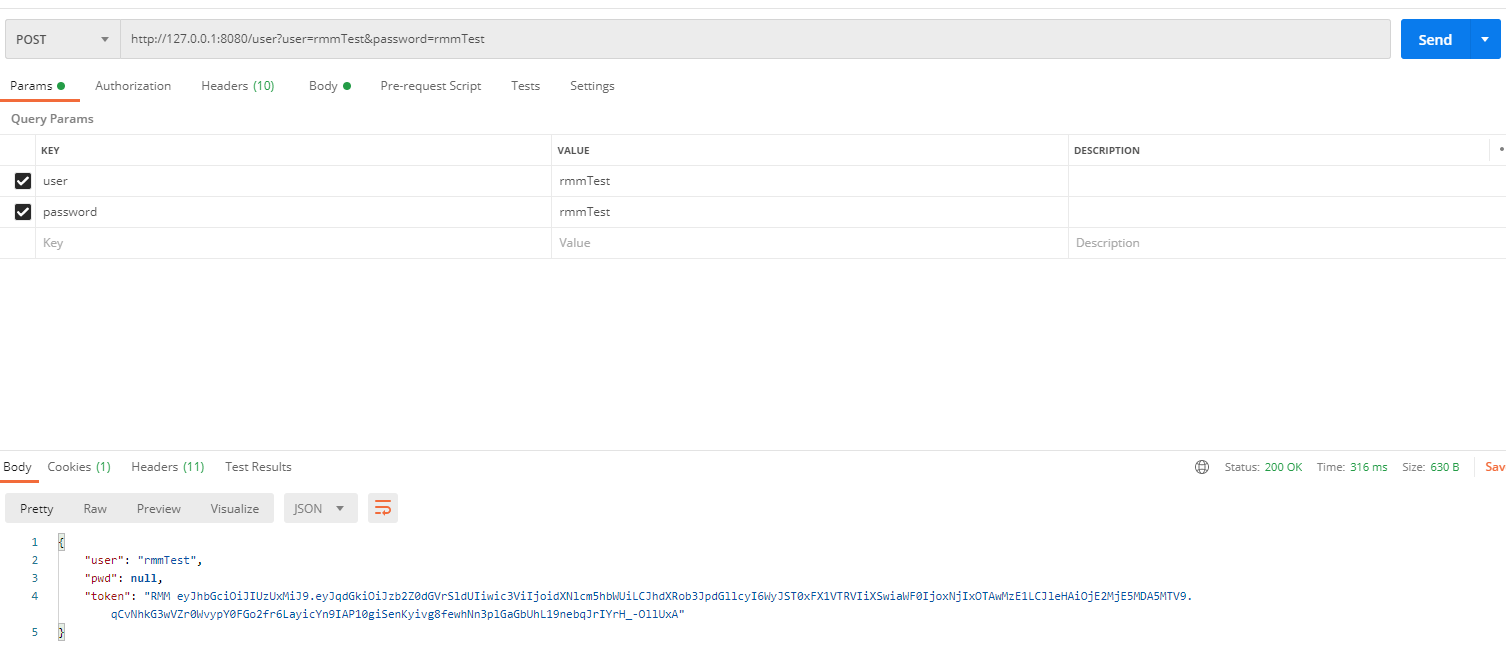 POST http://127.0.0.1:8080/user?user=rmmTest&password=rmmTest Send
Params Authorization Headers (10) Body Pre-request Script Tests Settings
Query Params
KEY VALUE DESCRIPTION
user rmmTest
password rmmTest
Key Value Description
Body Cookies (1) Headers (11) Test Results Status: 200 OK Time: 316 ms Size: 630 B Sav
Pretty Raw Preview Visualize JSON
1 {
2 "user": "rmmTest",
3 "pwd": null,
4 "token": "RMM eyJhbGciOiJIUzUxMiJ9.eyJqdGkiOiJzb2Z0dGVrSldUIiwic3ViIjoidXNlcm5hbWUiLCJhdXRob3JpdGllcyI6WyJST0xFX1VTRVIiXSwiaWF0IjoxNjIxOTAwMzE1LCJleHAiOjE2MjE5MDA5MTV9.
qCvNhkG3wVZr0WvypY0FGo2fr6LayicYn9IAP10giSenKyivg8fewhNn3plGaGbUhL19nebqJrIYrH_-OllUxA"
5 }